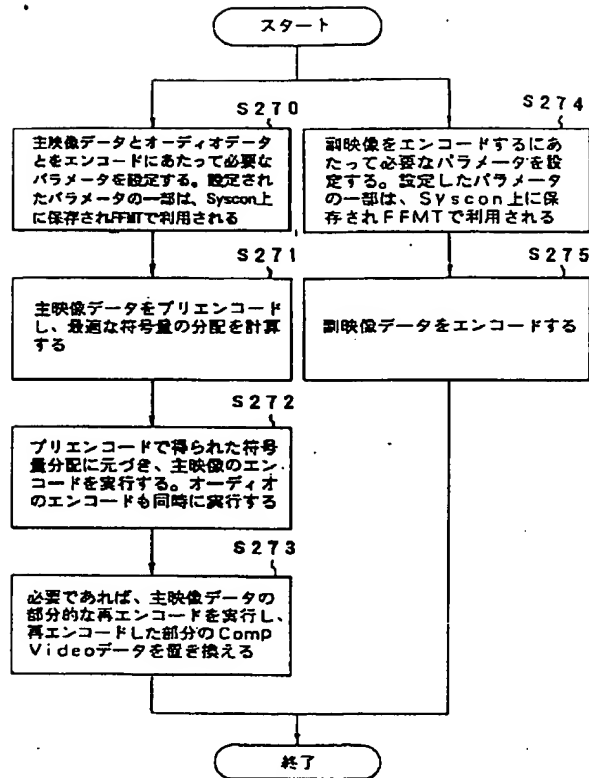 スタート
S270
主映像データとオーディオデータ
とをエンコードにあたって必要な
パラメータを設定する。設定され
たパラメータの一部は、Syscon上
に保存されFFMTで利用される
S271
主映像データをプリエンコード
し、最適な符号量の分配を計算
する
S272
プリエンコードで得られた符号
量分配に元づき、主映像のエン
コードを実行する。オーディオ
のエンコードも同時に実行する
S273
必要であれば、主映像データの
部分的な再エンコードを実行し、
再エンコードした部分のComp
Videoデータを置き換える
S274
副映像をエンコードするにあ
たって必要なパラメータを設
定する。設定したパラメータ
の一部は、Syscon上に保
存されFFMTで利用される
S275
副映像データをエンコードする
終了